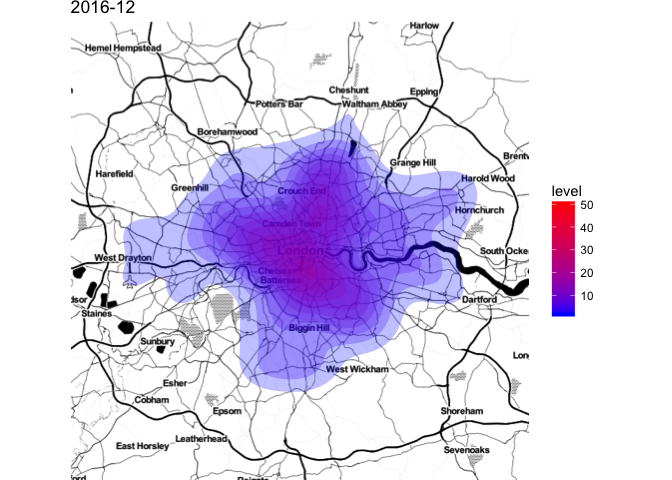 2016-12
Harlow
Hemel Hempstead
Cheshunt
Epping
Potters Bar
Waltham Abbey
Borehamwood
Grange Hill
Harefield
Harold Wood
Greenhill
Crouch End
Hornchurch
Camden Town
London
South Ocke
West Drayton
Chelsea
Battersea
Dartford
Staines
Biggin Hill
Sunbury
West Wickham
Esher
Cobham
Epsom
Shoreham
Leatherhead
East Horsley
Sevenoaks
level
50
40
30
20
10